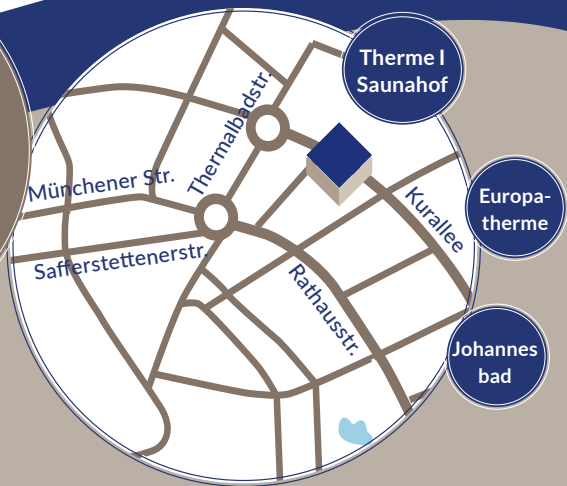 Therme I
Saunahof
Thermalbadstr.
Münchener Str.
Europa-
therme
Kurallee
Safferstettenerstr.
Rathausstr.
Johannes
bad